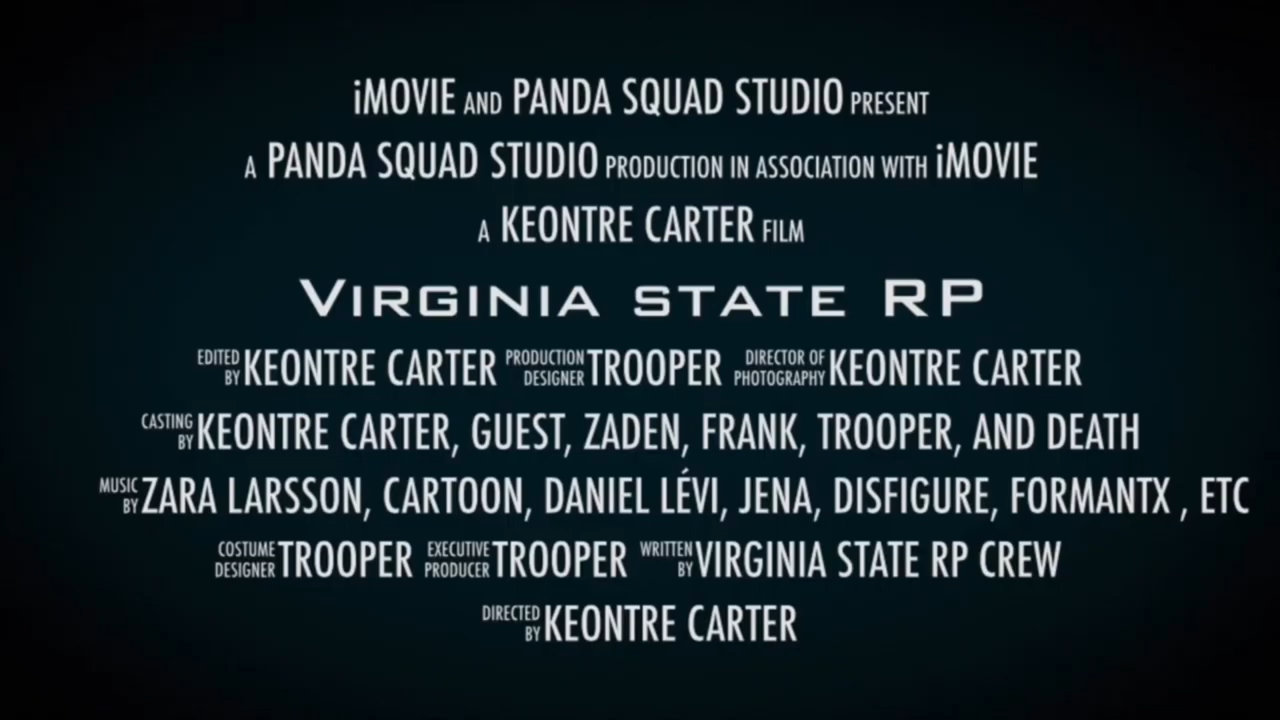 iMOVIE AND PANDA SQUAD STUDIO PRESENT
A PANDA SQUAD STUDIO PRODUCTION IN ASSOCIATION WITH iMOVIE
A KEONTRE CARTER FILM
VIRGINIA STATE RP
EDITED BY KEONTRE CARTER PRODUCTION DESIGNER TROOPER DIRECTOR OF PHOTOGRAPHY KEONTRE CARTER
CASTING BY KEONTRE CARTER, GUEST, ZADEN, FRANK, TROOPER, AND DEATH
MUSIC BY ZARA LARSSON, CARTOON, DANIEL LÉVI, JENA, DISFIGURE, FORMANTX , ETC
COSTUME DESIGNER TROOPER EXECUTIVE PRODUCER TROOPER WRITTEN BY VIRGINIA STATE RP CREW
DIRECTED BY KEONTRE CARTER